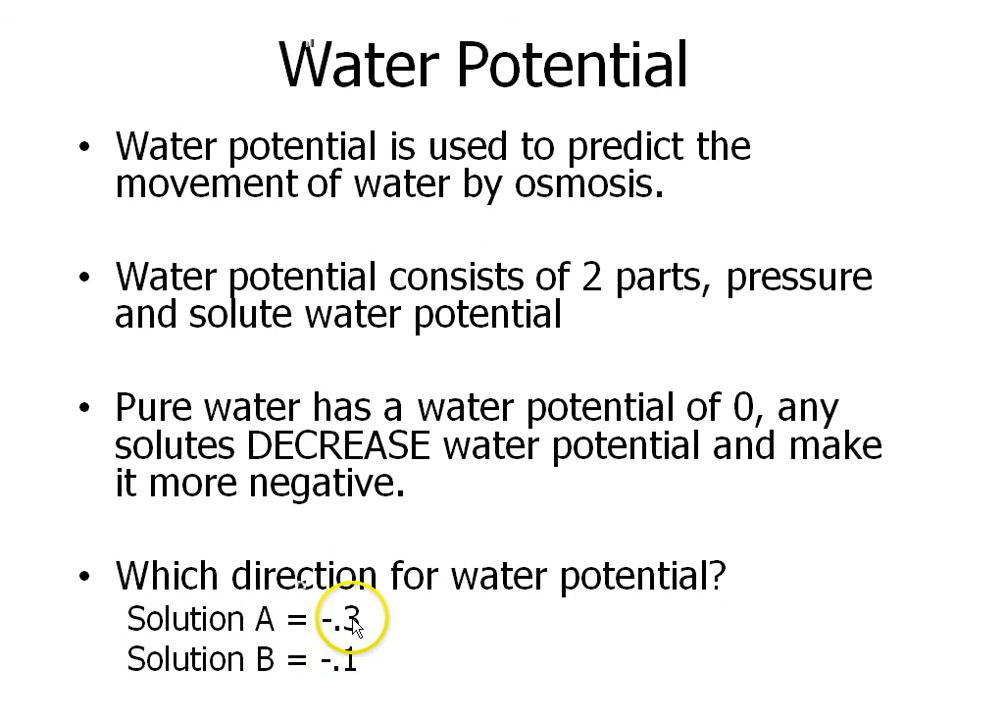 Water Potential
• Water potential is used to predict the
movement of water by osmosis.
• Water potential consists of 2 parts, pressure
and solute water potential
• Pure water has a water potential of 0, any
solutes DECREASE water potential and make
it more negative.
• Which direction for water potential?
Solution A = -.3
Solution B = -.1